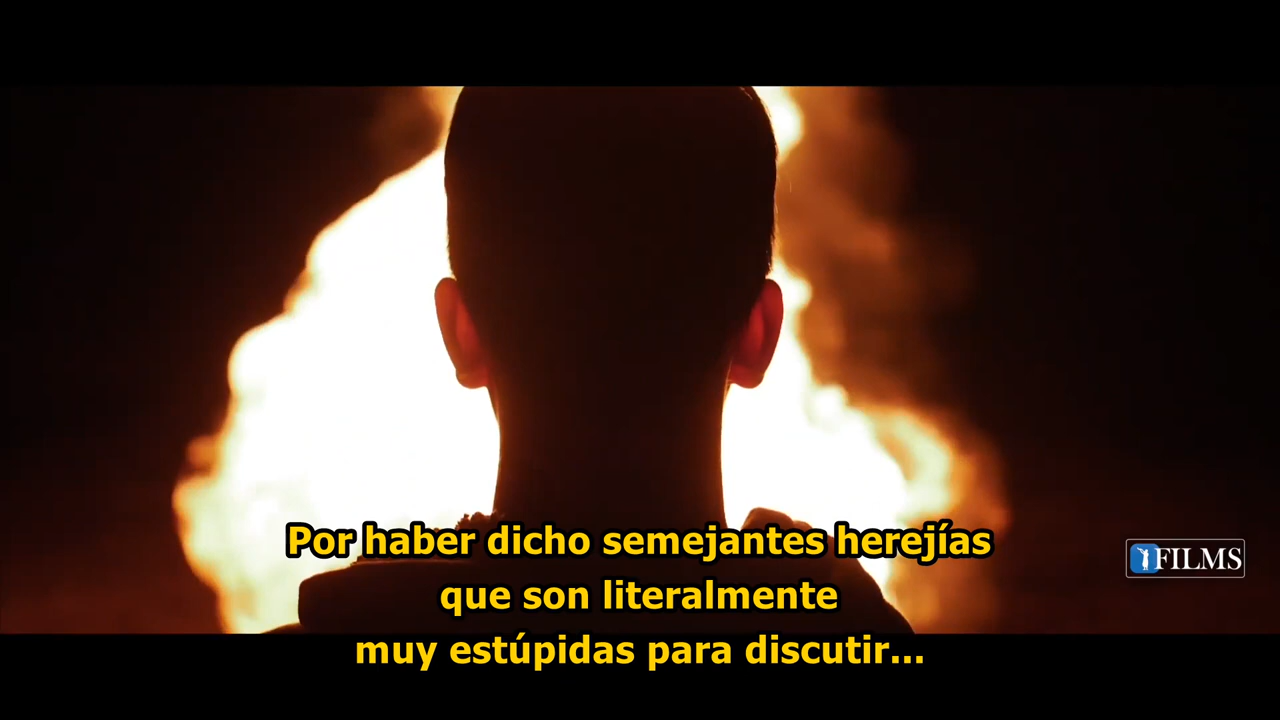 FILMS
Por haber dicho semejantes herejías
que son literalmente
muy estúpidas para discutir...